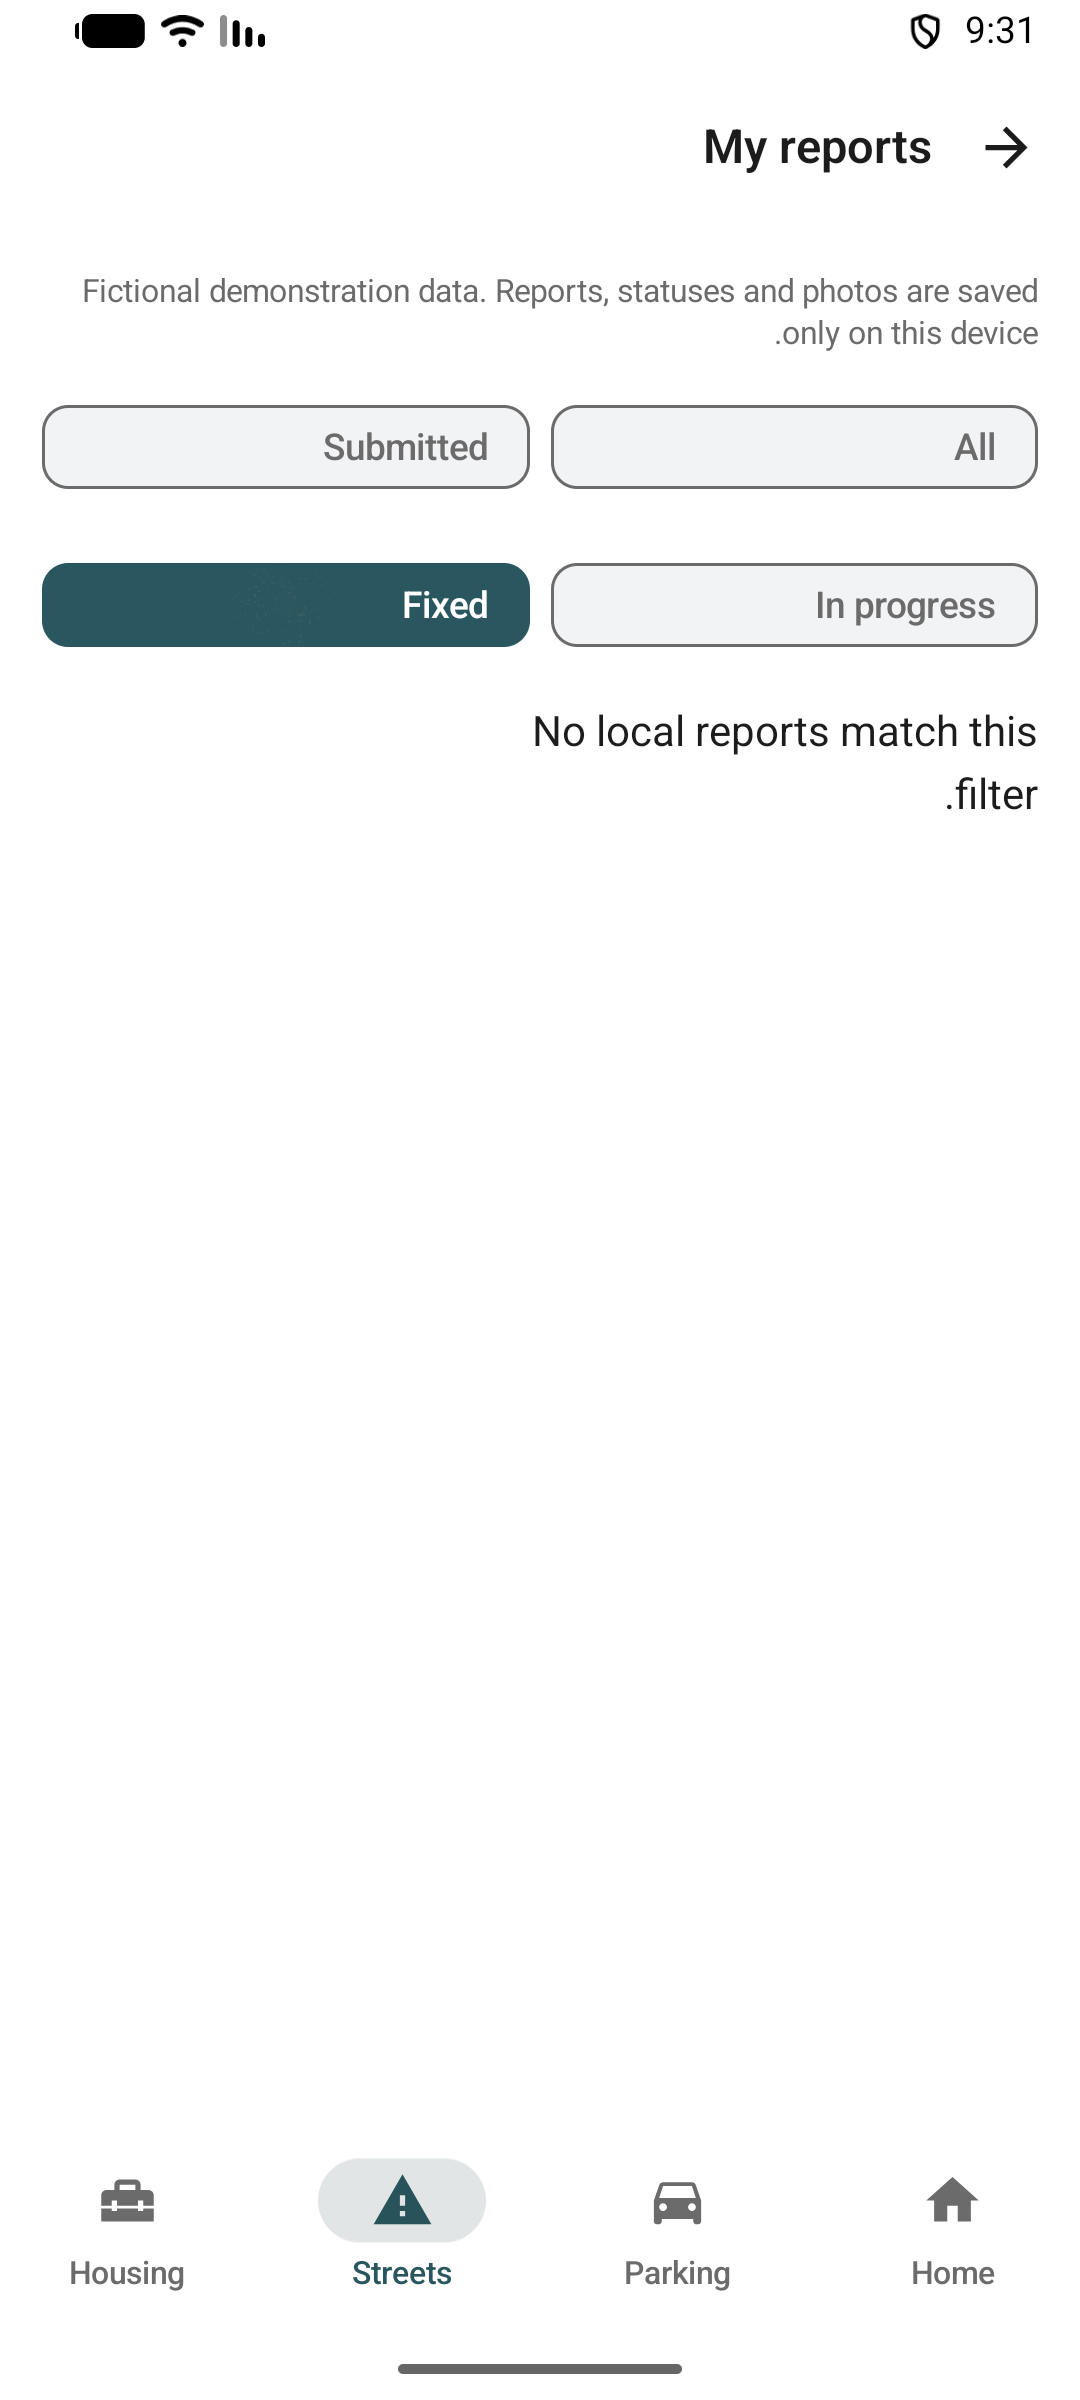 9:31
My reports
Fictional demonstration data. Reports, statuses and photos are saved
.only on this device
All
Submitted
In progress
Fixed
No local reports match this
.filter
Home
Parking
Streets
Housing